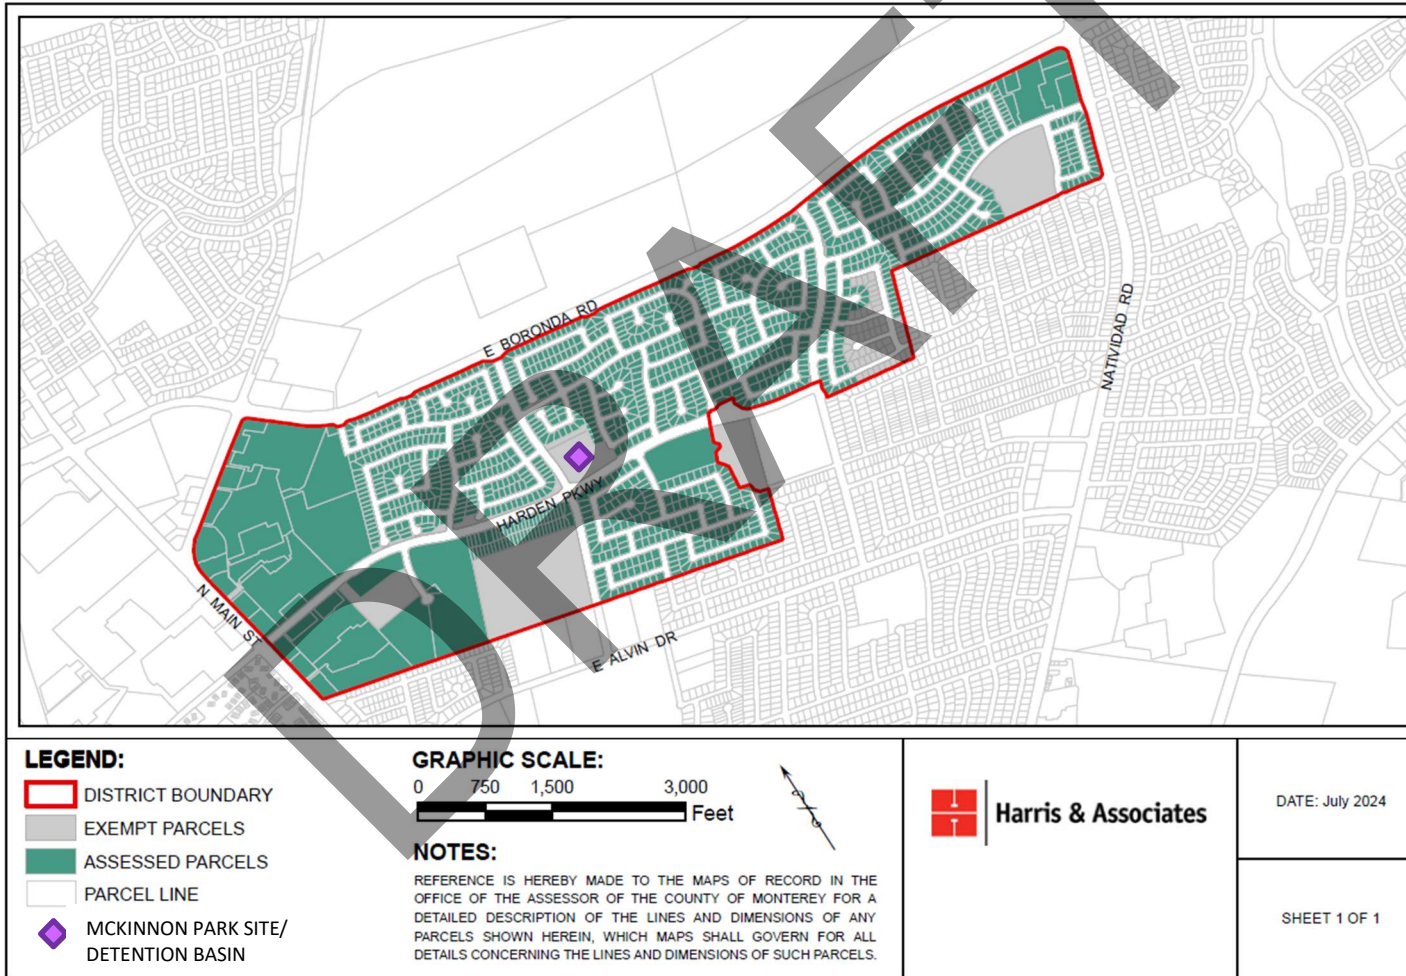 DRAFT
E BORONDA RD
NATIVIDAD RD
HARDEN PKWY
N MAIN ST
E ALVIN DR
LEGEND:
DISTRICT BOUNDARY
EXEMPT PARCELS
ASSESSED PARCELS
PARCEL LINE
MCKINNON PARK SITE/
DETENTION BASIN
GRAPHIC SCALE:
0 750 1,500 3,000
Feet
NOTES:
REFERENCE IS HEREBY MADE TO THE MAPS OF RECORD IN THE
OFFICE OF THE ASSESSOR OF THE COUNTY OF MONTEREY FOR A
DETAILED DESCRIPTION OF THE LINES AND DIMENSIONS OF ANY
PARCELS SHOWN HEREIN, WHICH MAPS SHALL GOVERN FOR ALL
DETAILS CONCERNING THE LINES AND DIMENSIONS OF SUCH PARCELS.
Harris & Associates
DATE: July 2024
SHEET 1 OF 1